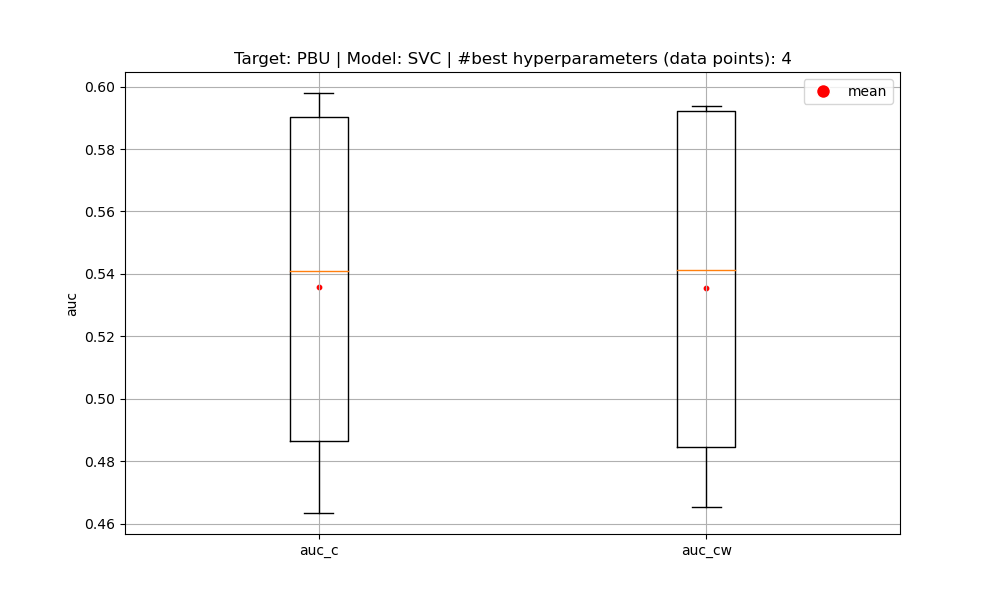 Target: PBU | Model: SVC | #best hyperparameters (data points): 4
mean
0.60
0.58
0.56
0.54
0.52
0.50
0.48
0.46
auc
auc_c
auc_cw